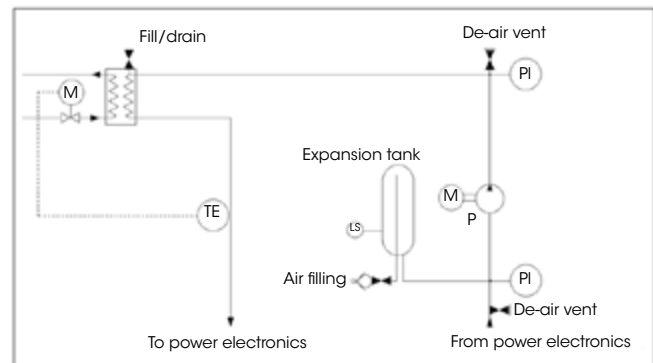 Fill/drain
De-air vent
PI
M
Expansion tank
M
P
TE
LS
Air filling
PI
De-air vent
To power electronics
From power electronics